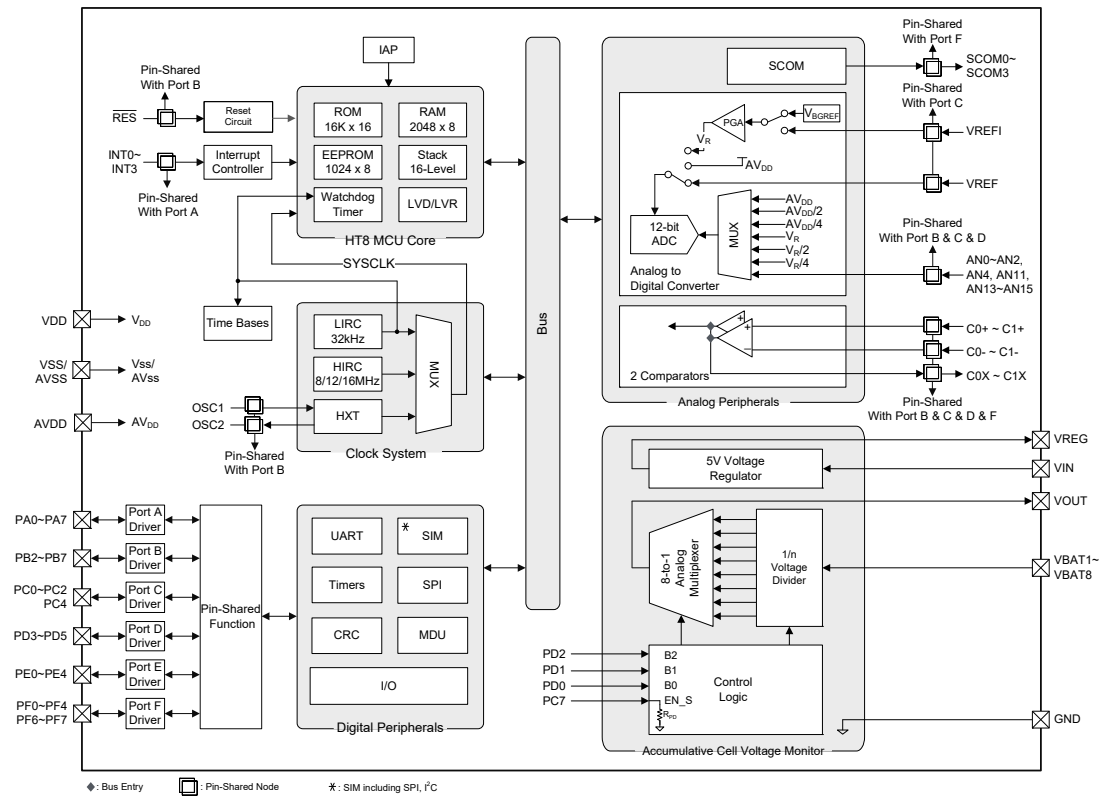 IAP
Pin-Shared
With Port B
RES
Reset
Circuit
INT0~
INT3
Interrupt
Controller
Pin-Shared
With Port A
ROM
16K x 16
RAM
2048 x 8
EEPROM
1024 x 8
Stack
16-Level
Watchdog
Timer
LVD/LVR
HT8 MCU Core
SYSCLK
Time Bases
LIRC
32kHz
HIRC
8/12/16MHz
HXT
MUX
Clock System
OSC1
OSC2
Pin-Shared
With Port B
VDD
VDD
VSS/
AVSS
Vss/
AVss
AVDD
AVDD
Bus
SCOM
Pin-Shared
With Port F
SCOM0~
SCOM3
Pin-Shared
With Port C
VREFI
VREF
PGA
VBGREF
VR
AVDD
12-bit
ADC
MUX
AVDD
AVDD/2
AVDD/4
VR
VR/2
VR/4
Analog to
Digital Converter
Pin-Shared
With Port B & C & D
AN0~AN2,
AN4, AN11,
AN13~AN15
+
+
−
2 Comparators
C0+ ~ C1+
C0- ~ C1-
C0X ~ C1X
Pin-Shared
With Port B & C & D & F
Analog Peripherals
PA0~PA7
Port A
Driver
PB2~PB7
Port B
Driver
PC0~PC2
PC4
Port C
Driver
PD3~PD5
Port D
Driver
PE0~PE4
Port E
Driver
PF0~PF4
PF6~PF7
Port F
Driver
Pin-Shared
Function
UART
* SIM
Timers
SPI
CRC
MDU
I/O
Digital Peripherals
5V Voltage
Regulator
VREG
VIN
VOUT
8-to-1
Analog
Multiplexer
1/n
Voltage
Divider
VBAT1~
VBAT8
PD2
PD1
PD0
PC7
B2
B1
B0
EN_S
RPD
Control
Logic
GND
Accumulative Cell Voltage Monitor
: Bus Entry
: Pin-Shared Node
* : SIM including SPI, I²C